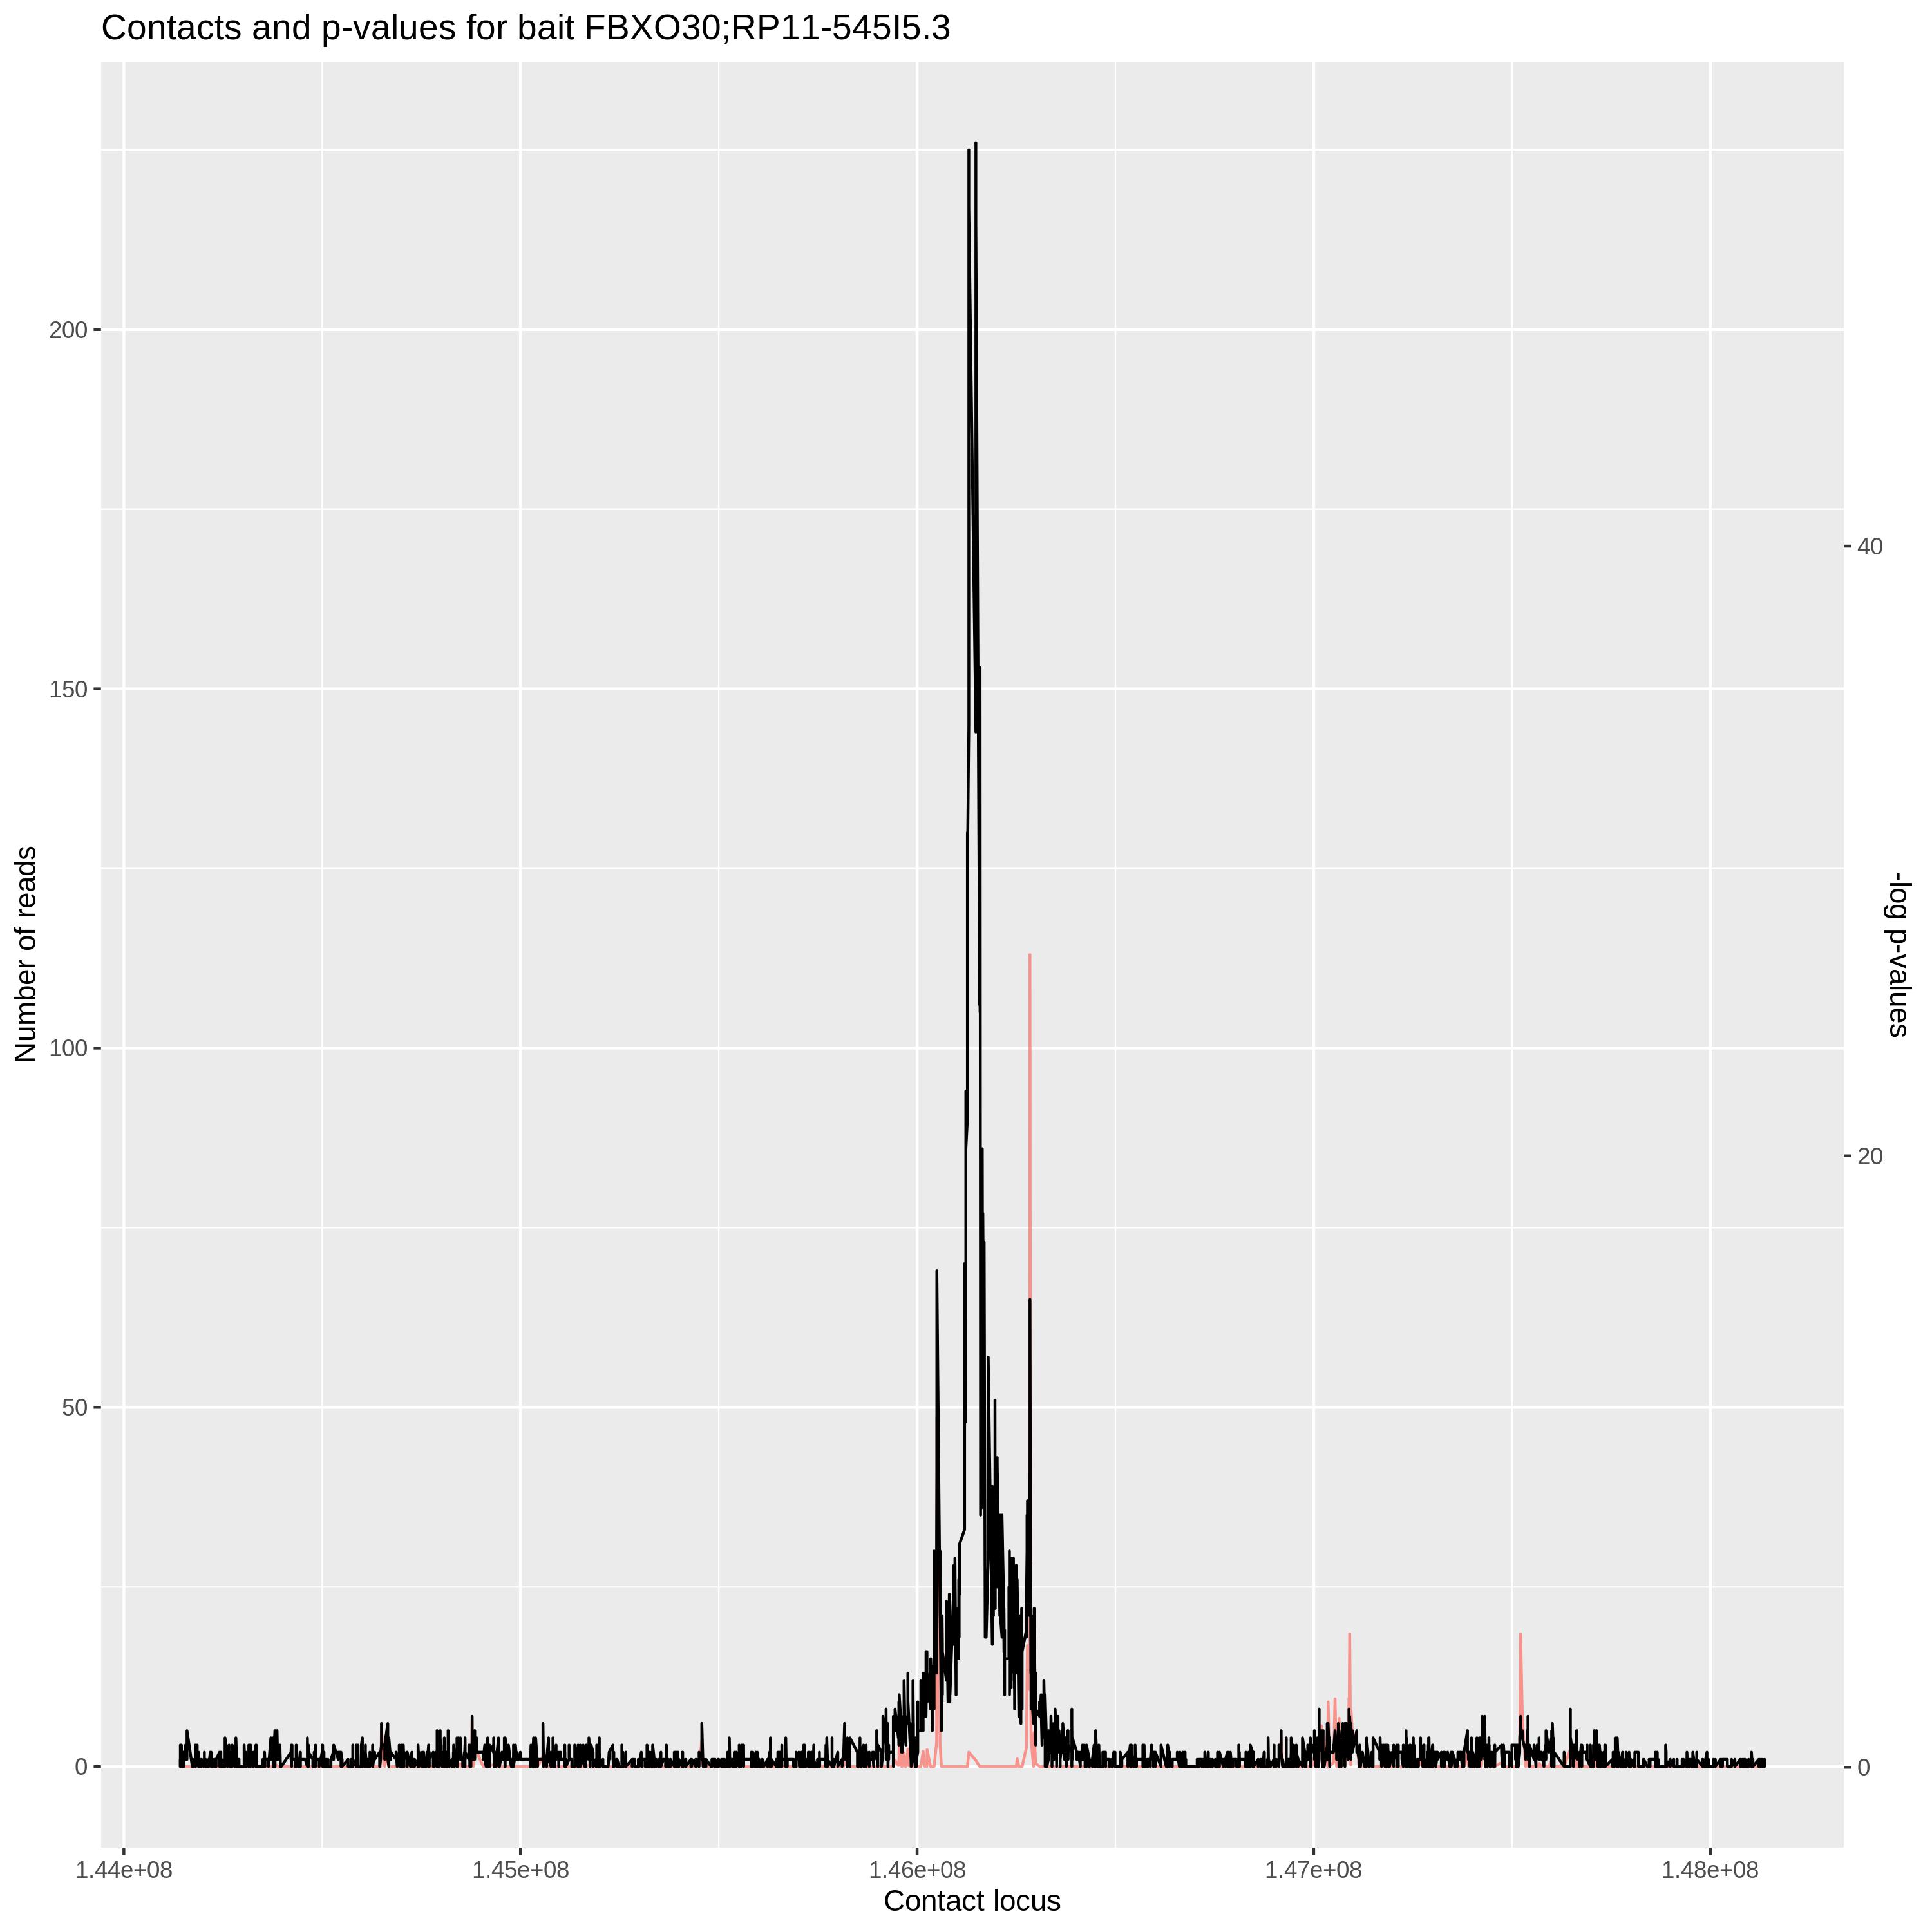 Contacts and p-values for bait FBXO30;RP11-545I5.3
Number of reads
200
150
100
50
0
40
20
0
-log p-values
1.44e+08 1.45e+08 1.46e+08 1.47e+08 1.48e+08
Contact locus